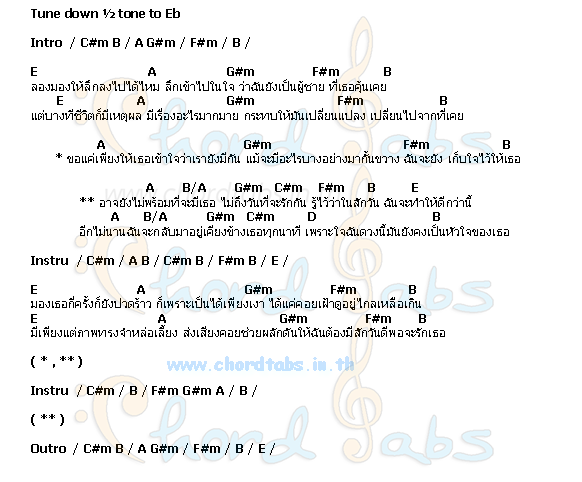 Tune down ½ tone to Eb
Intro / C#m B / A G#m / F#m / B /
E A G#m F#m B
ลองมองให้ลึกลงไปได้ไหม ลึกเข้าไปในใจ ว่าฉันยังเป็นผู้ชาย ที่เธอคุ้นเคย
E A G#m F#m B
แต่บางทีชีวิตก็มีเหตุผล มีเรื่องอะไรมากมาย กระทบให้มันเปลี่ยนแปลง เปลี่ยนไปจากที่เคย
A G#m F#m B
* ขอแค่เพียงให้เธอเข้าใจว่าเรายังมีกัน แม้จะมีอะไรบางอย่างมากั้นขวาง ฉันจะยัง เก็บใจไว้ให้เธอ
A B/A G#m C#m F#m B E
** อาจยังไม่พร้อมที่จะมีเธอ ไม่ถึงวันที่จะรักกัน รู้ไว้ว่าในสักวัน ฉันจะทำให้ดีกว่านี้
A B/A G#m C#m D B
อีกไม่นานฉันจะกลับมาอยู่เคียงข้างเธอทุกนาที เพราะใจฉันดวงนี้มันยังคงเป็นหัวใจของเธอ
Instru / C#m / A B / C#m B / F#m B / E /
E A G#m F#m B
มองเธอกี่ครั้งก็ยังปวดร้าว ก็เพราะเป็นได้เพียงเงา ได้แค่คอยเฝ้าดูอยู่ไกลเหลือเกิน
E A G#m F#m B
มีเพียงแต่ภาพทรงจำหล่อเลี้ยง ส่งเสียงคอยช่วยผลักดันให้ฉันต้องมีสักวันดีพอจะรักเธอ
( * , ** )
www.chordtabs.in.th
Instru / C#m / B / F#m G#m A / B /
( ** )
Outro / C#m B / A G#m / F#m / B / E /